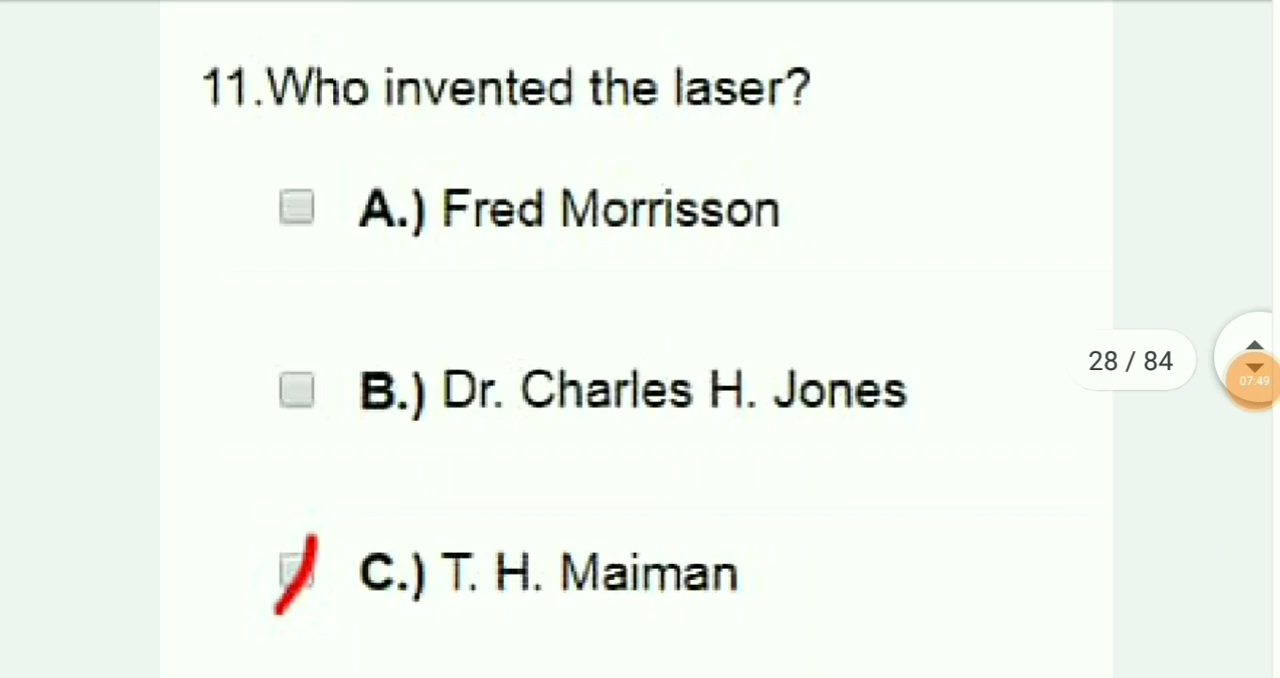 11.Who invented the laser?
A.) Fred Morrisson
B.) Dr. Charles H. Jones
28 / 84
07:49
C.) T. H. Maiman